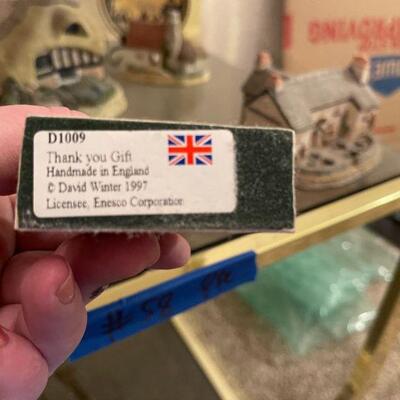 D1009
Thank you Gift
Handmade in England
© David Winter 1997
Licensee, Enesco Corporation